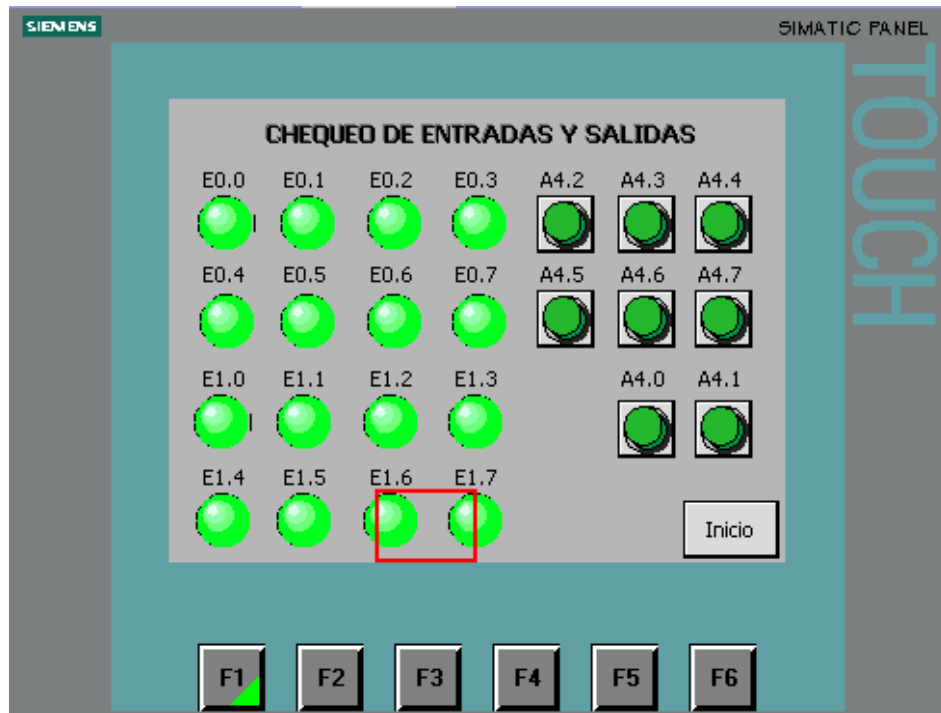 SIEMENS
SIMATIC PANEL
TOUCH
CHEQUEO DE ENTRADAS Y SALIDAS
E0.0 E0.1 E0.2 E0.3 A4.2 A4.3 A4.4
E0.4 E0.5 E0.6 E0.7 A4.5 A4.6 A4.7
E1.0 E1.1 E1.2 E1.3 A4.0 A4.1
E1.4 E1.5 E1.6 E1.7
Inicio
F1 F2 F3 F4 F5 F6